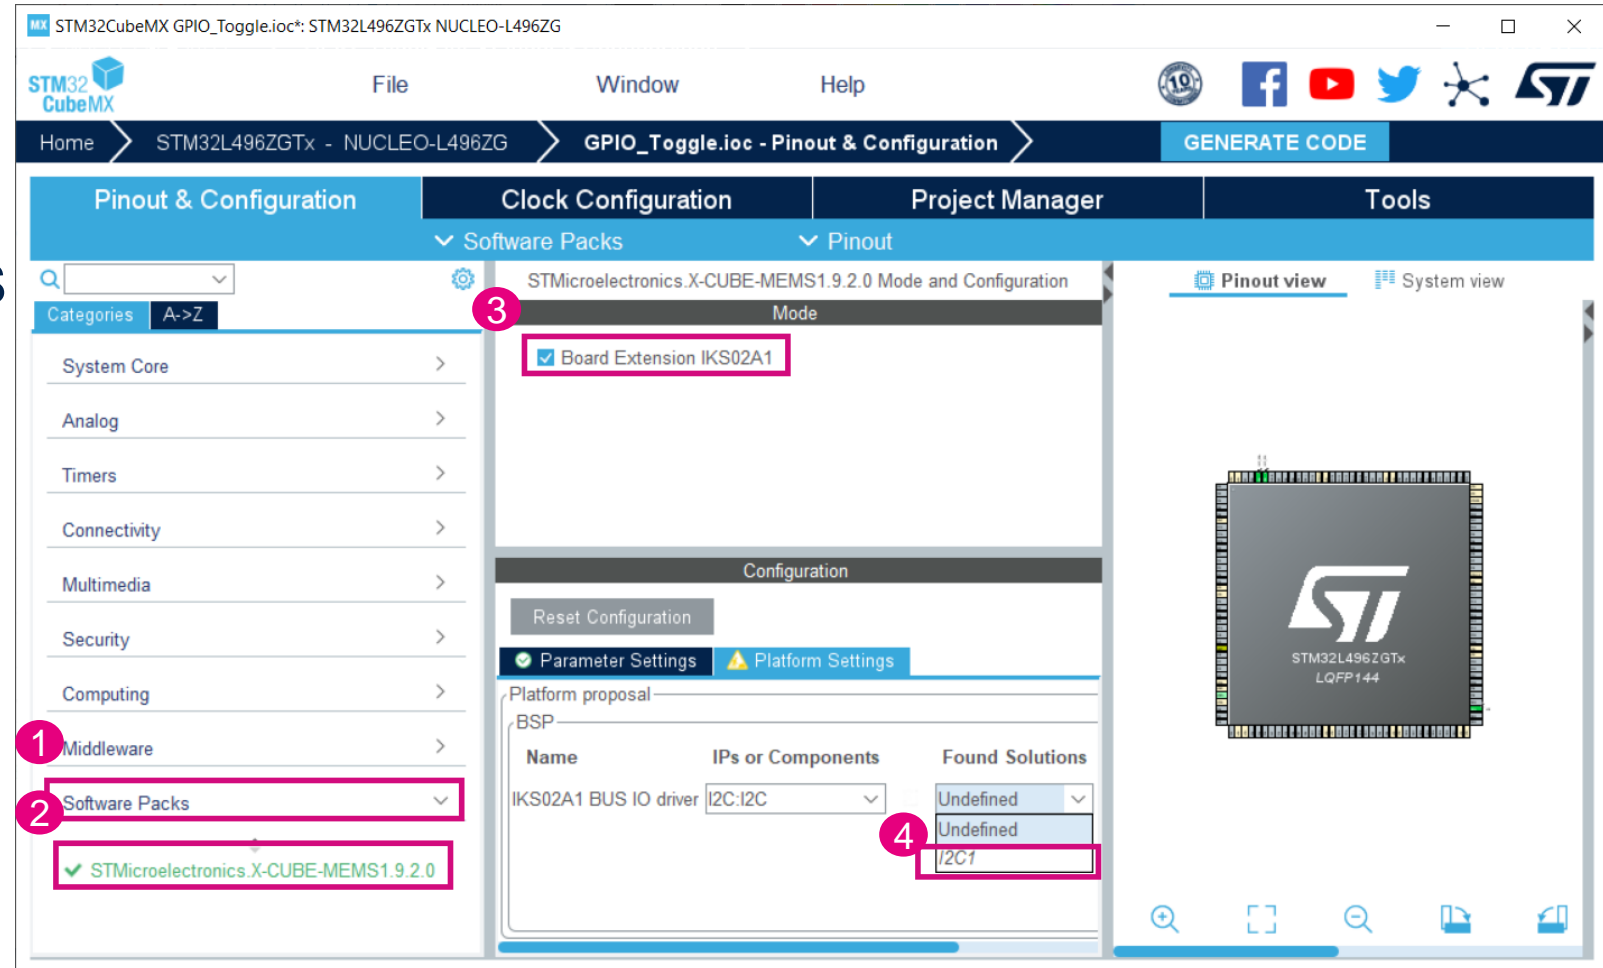 MX STM32CubeMX GPIO_Toggle.ioc*: STM32L496ZGTx NUCLEO-L496ZG
STM32
CubeMX
File Window Help
10
Home STM32L496ZGTx - NUCLEO-L496ZG GPIO_Toggle.ioc - Pinout & Configuration GENERATE CODE
Pinout & Configuration Clock Configuration Project Manager Tools
Software Packs Pinout
s
Categories A->Z
System Core
Analog
Timers
Connectivity
Multimedia
Security
Computing
1
Middleware
2
Software Packs
STMicroelectronics.X-CUBE-MEMS1.9.2.0
STMicroelectronics.X-CUBE-MEMS1.9.2.0 Mode and Configuration
3
Mode
Board Extension IKS02A1
Configuration
Reset Configuration
Parameter Settings Platform Settings
Platform proposal
BSP
Name IPs or Components Found Solutions
IKS02A1 BUS IO driver I2C:I2C Undefined
Undefined
4
I2C1
Pinout view System view
STM32L496ZGTx
LQFP144